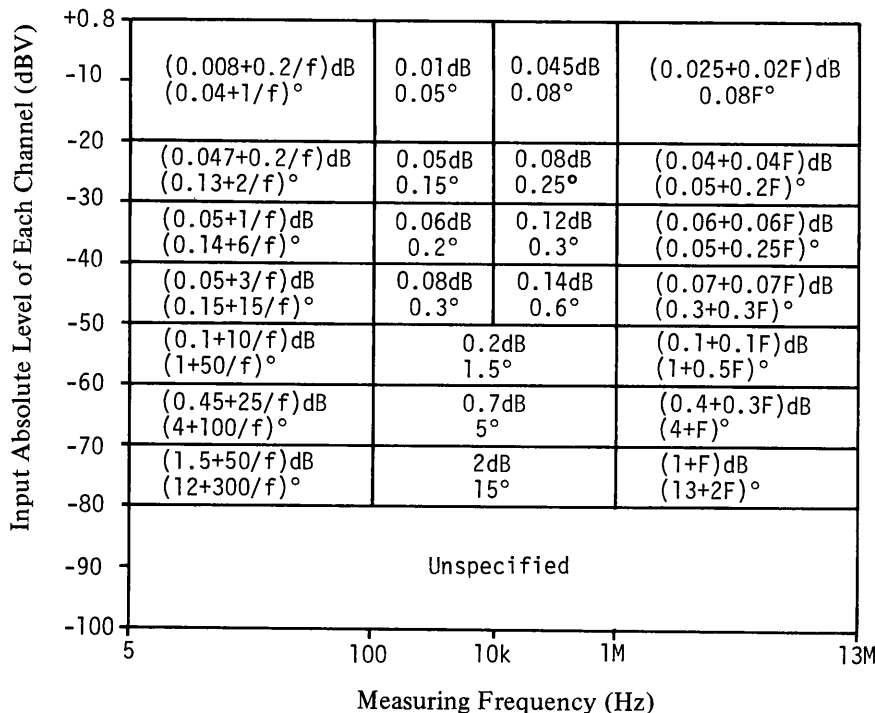 Input Absolute Level of Each Channel (dBV)
+0.8
-10
-20
-30
-40
-50
-60
-70
-80
-90
-100
(0.008+0.2/f)dB 0.01dB 0.045dB (0.025+0.02F)dB
(0.04+1/f)° 0.05° 0.08° 0.08F°
(0.047+0.2/f)dB 0.05dB 0.08dB (0.04+0.04F)dB
(0.13+2/f)° 0.15° 0.25° (0.05+0.2F)°
(0.05+1/f)dB 0.06dB 0.12dB (0.06+0.06F)dB
(0.14+6/f)° 0.2° 0.3° (0.05+0.25F)°
(0.05+3/f)dB 0.08dB 0.14dB (0.07+0.07F)dB
(0.15+15/f)° 0.3° 0.6° (0.3+0.3F)°
(0.1+10/f)dB 0.2dB (0.1+0.1F)dB
(1+50/f)° 1.5° (1+0.5F)°
(0.45+25/f)dB 0.7dB (0.4+0.3F)dB
(4+100/f)° 5° (4+F)°
(1.5+50/f)dB 2dB (1+F)dB
(12+300/f)° 15° (13+2F)°
Unspecified
5 100 10k 1M 13M
Measuring Frequency (Hz)